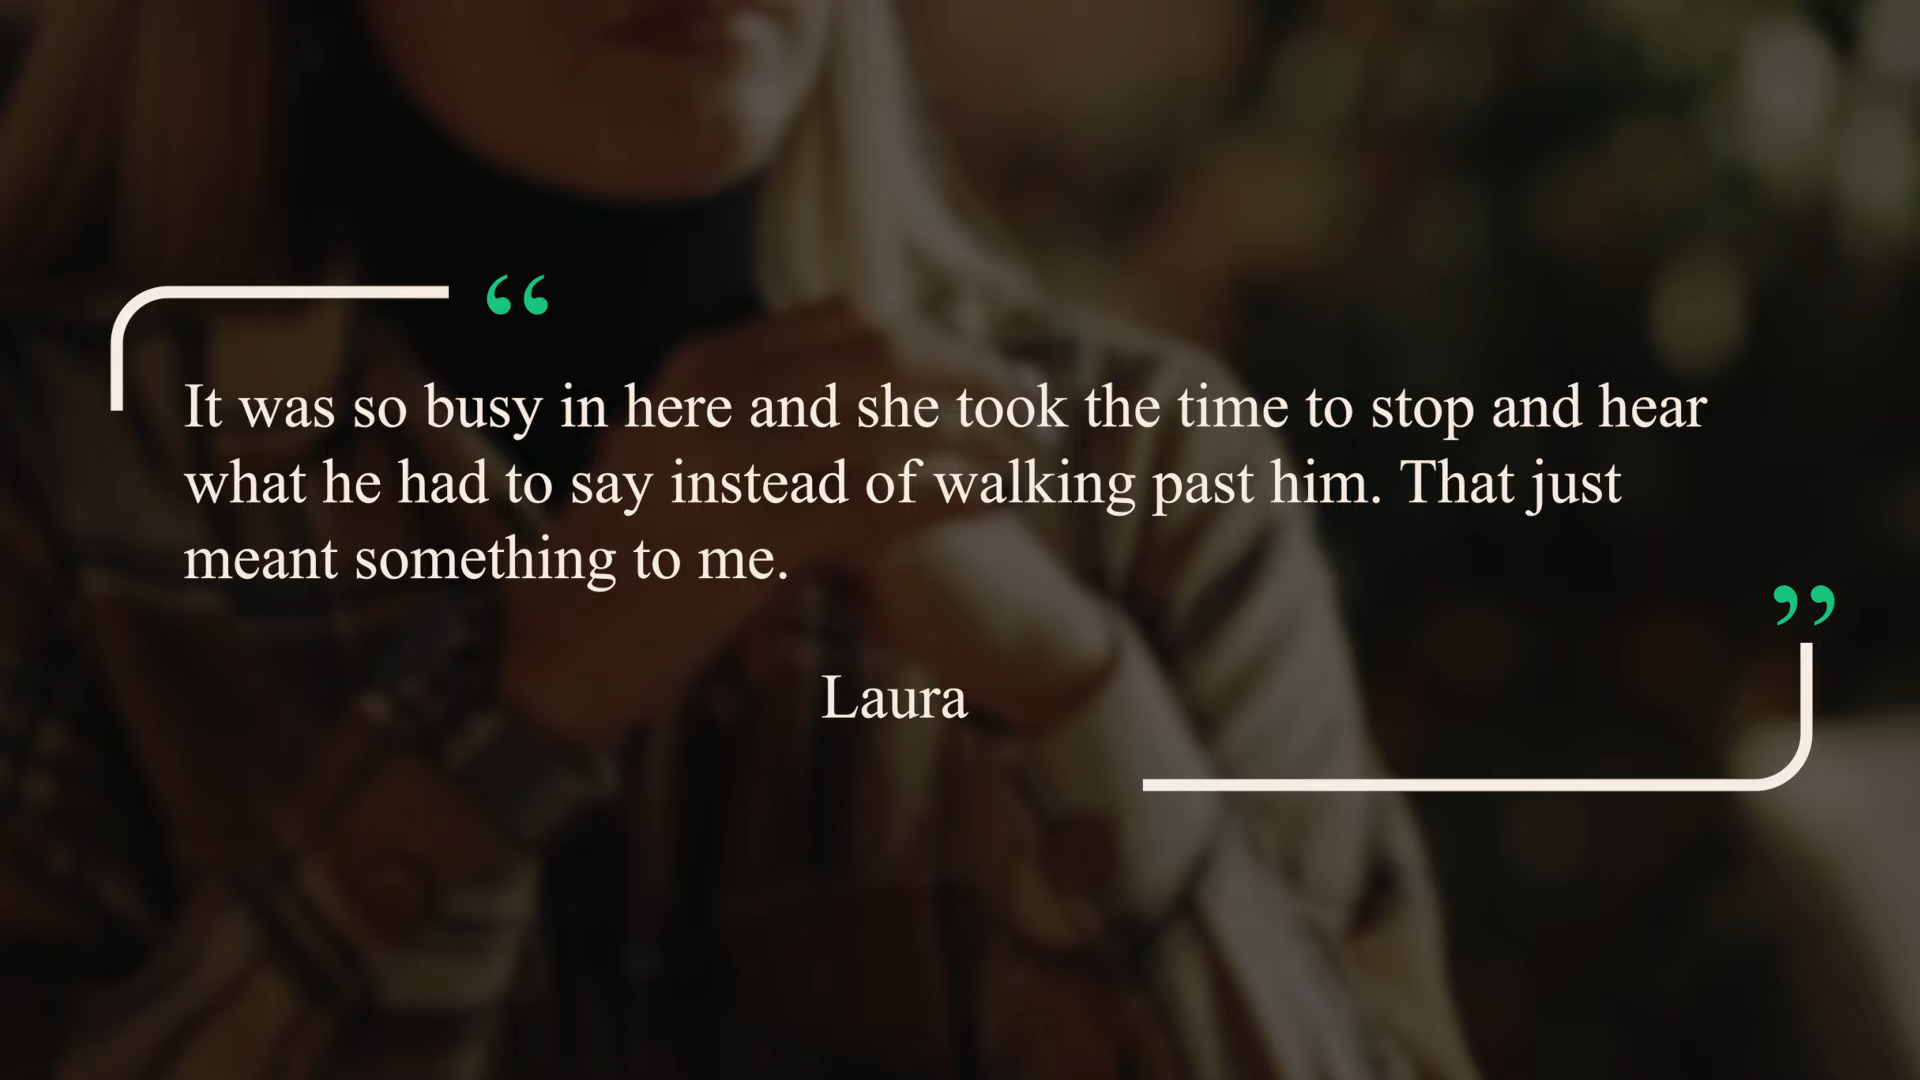 “
It was so busy in here and she took the time to stop and hear
what he had to say instead of walking past him. That just
meant something to me.
”
Laura